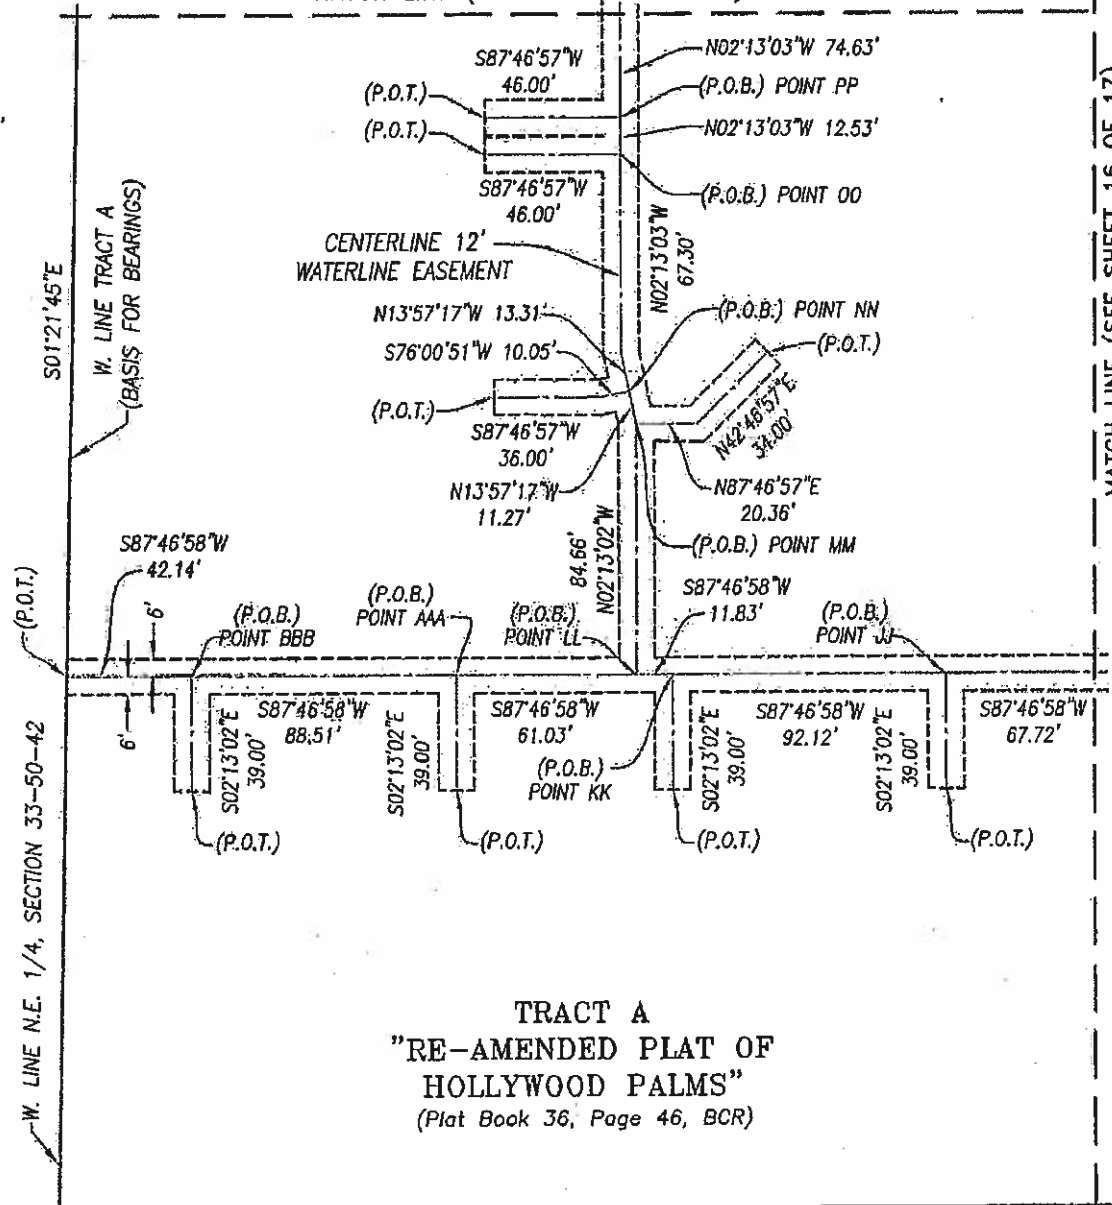 N02°13'03"W 74.63'
S87°46'57"W
46.00'
(P.O.T.)
(P.O.B.) POINT PP
(P.O.T.)
N02°13'03"W 12.53'
S87°46'57"W
46.00'
(P.O.B.) POINT OO
CENTERLINE 12'
WATERLINE EASEMENT
N02°13'03"W
67.30'
S01°21'45"E
W. LINE TRACT A
(BASIS FOR BEARINGS)
N13°57'17"W 13.31'
(P.O.B.) POINT NN
S76°00'51"W 10.05'
(P.O.T.)
(P.O.T.)
S87°46'57"W
36.00'
N42°46'57"E
34.00'
N13°57'17"W
11.27'
N87°46'57"E
20.36'
(P.O.B.) POINT MM
84.66'
N02°13'02"W
MATCH LINE (SEE SHEET 16 OF 17)
S87°46'58"W
42.14'
(P.O.T.)
6'
6'
(P.O.B.)
POINT BBB
(P.O.B.)
POINT AAA
(P.O.B.)
POINT LL
S87°46'58"W
11.83'
(P.O.B.)
POINT JJ
S87°46'58"W
88.51'
S87°46'58"W
61.03'
S87°46'58"W
92.12'
S87°46'58"W
67.72'
S02°13'02"E
39.00'
S02°13'02"E
39.00'
S02°13'02"E
39.00'
S02°13'02"E
39.00'
(P.O.B.)
POINT KK
(P.O.T.)
(P.O.T.)
(P.O.T.)
(P.O.T.)
W. LINE N.E. 1/4, SECTION 33-50-42
TRACT A
"RE-AMENDED PLAT OF
HOLLYWOOD PALMS"
(Plat Book 36, Page 46, BCR)